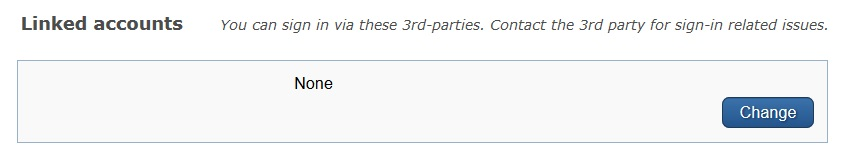 Linked accounts You can sign in via these 3rd-parties. Contact the 3rd party for sign-in related issues.
None
Change